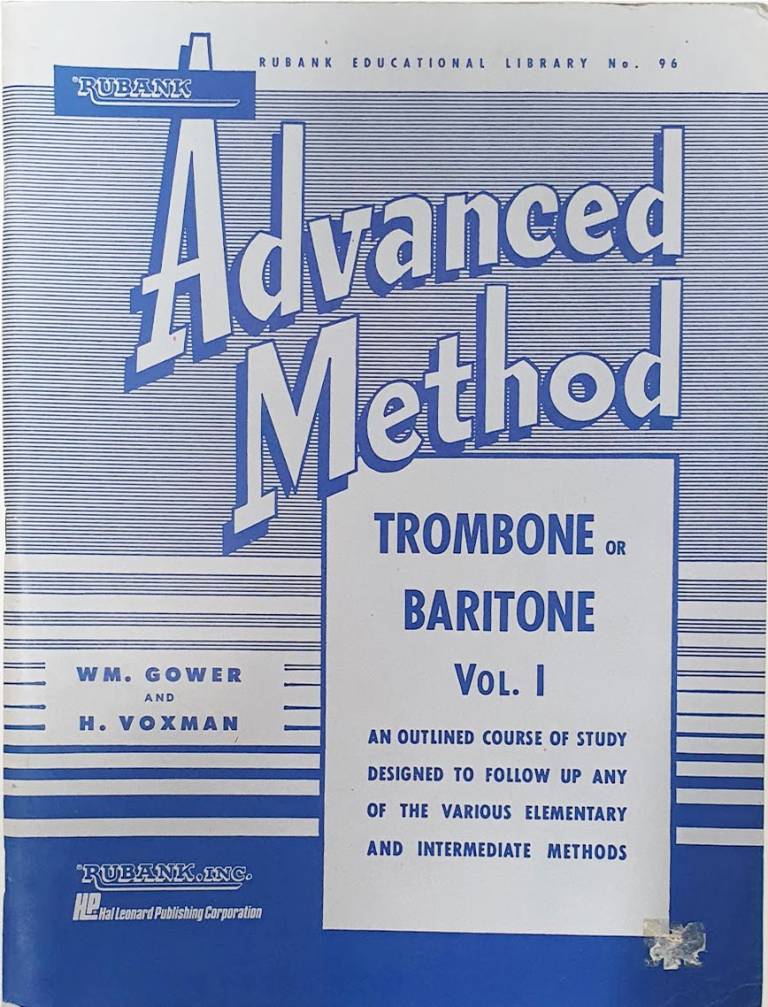 RUBANK EDUCATIONAL LIBRARY No. 96
®RUBANK
Advanced
Method
TROMBONE OR
BARITONE
VOL. I
WM. GOWER
AND
H. VOXMAN
AN OUTLINED COURSE OF STUDY
DESIGNED TO FOLLOW UP ANY
OF THE VARIOUS ELEMENTARY
AND INTERMEDIATE METHODS
®RUBANK, INC.
HL Hal Leonard Publishing Corporation